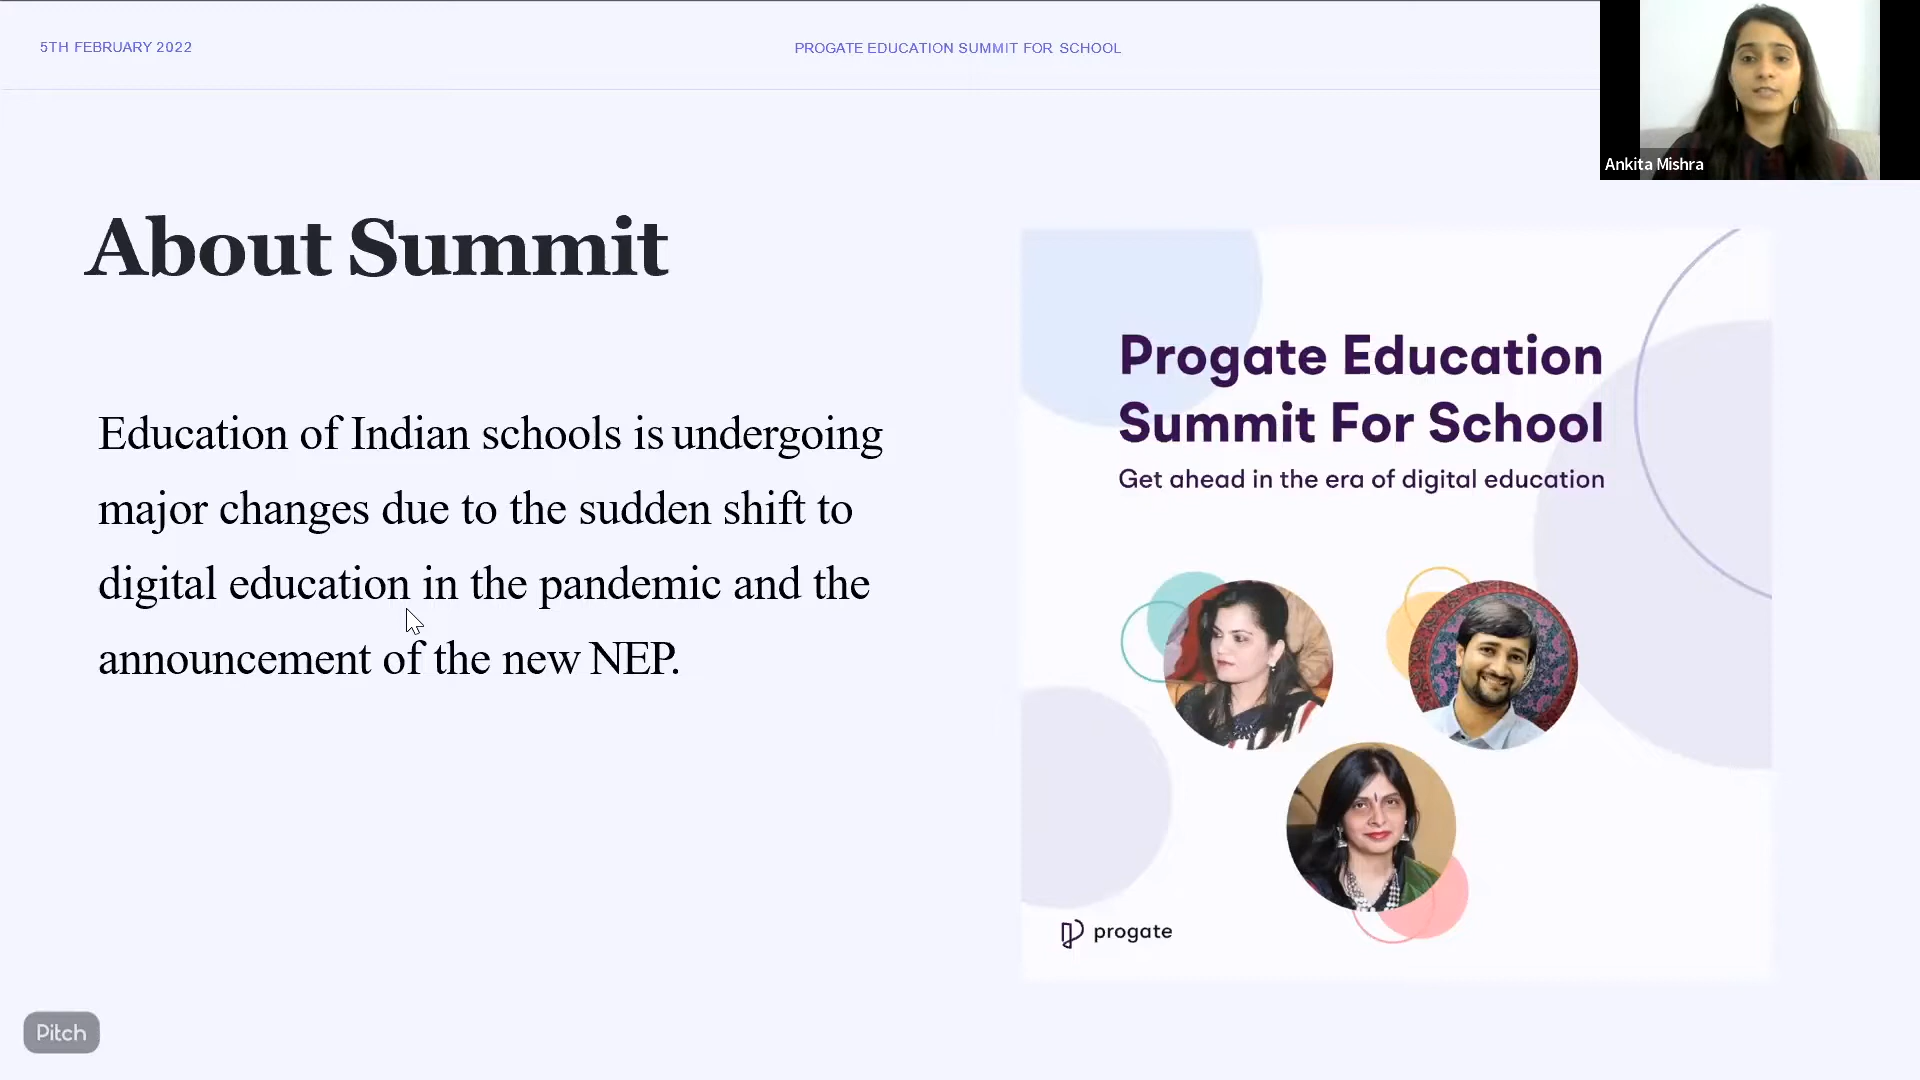 5TH FEBRUARY 2022
PROGATE EDUCATION SUMMIT FOR SCHOOL
Ankita Mishra
About Summit
Education of Indian schools is undergoing
major changes due to the sudden shift to
digital education in the pandemic and the
announcement of the new NEP.
Progate Education
Summit For School
Get ahead in the era of digital education
progate
Pitch